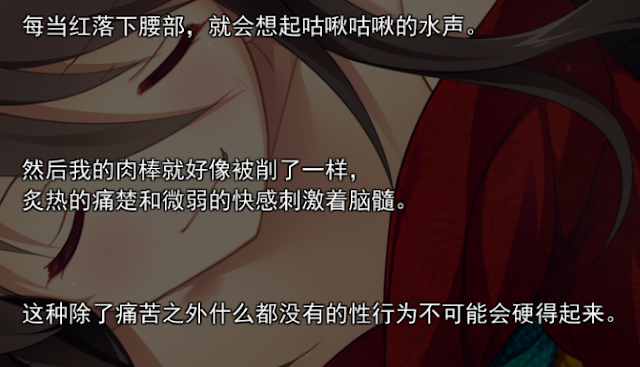 每当红落下腰部，就会想起咕啾咕啾的水声。
然后我的肉棒就好像被削了一样，
炙热的痛楚和微弱的快感刺激着脑髓。
这种除了痛苦之外什么都没有的性行为不可能会硬得起来。